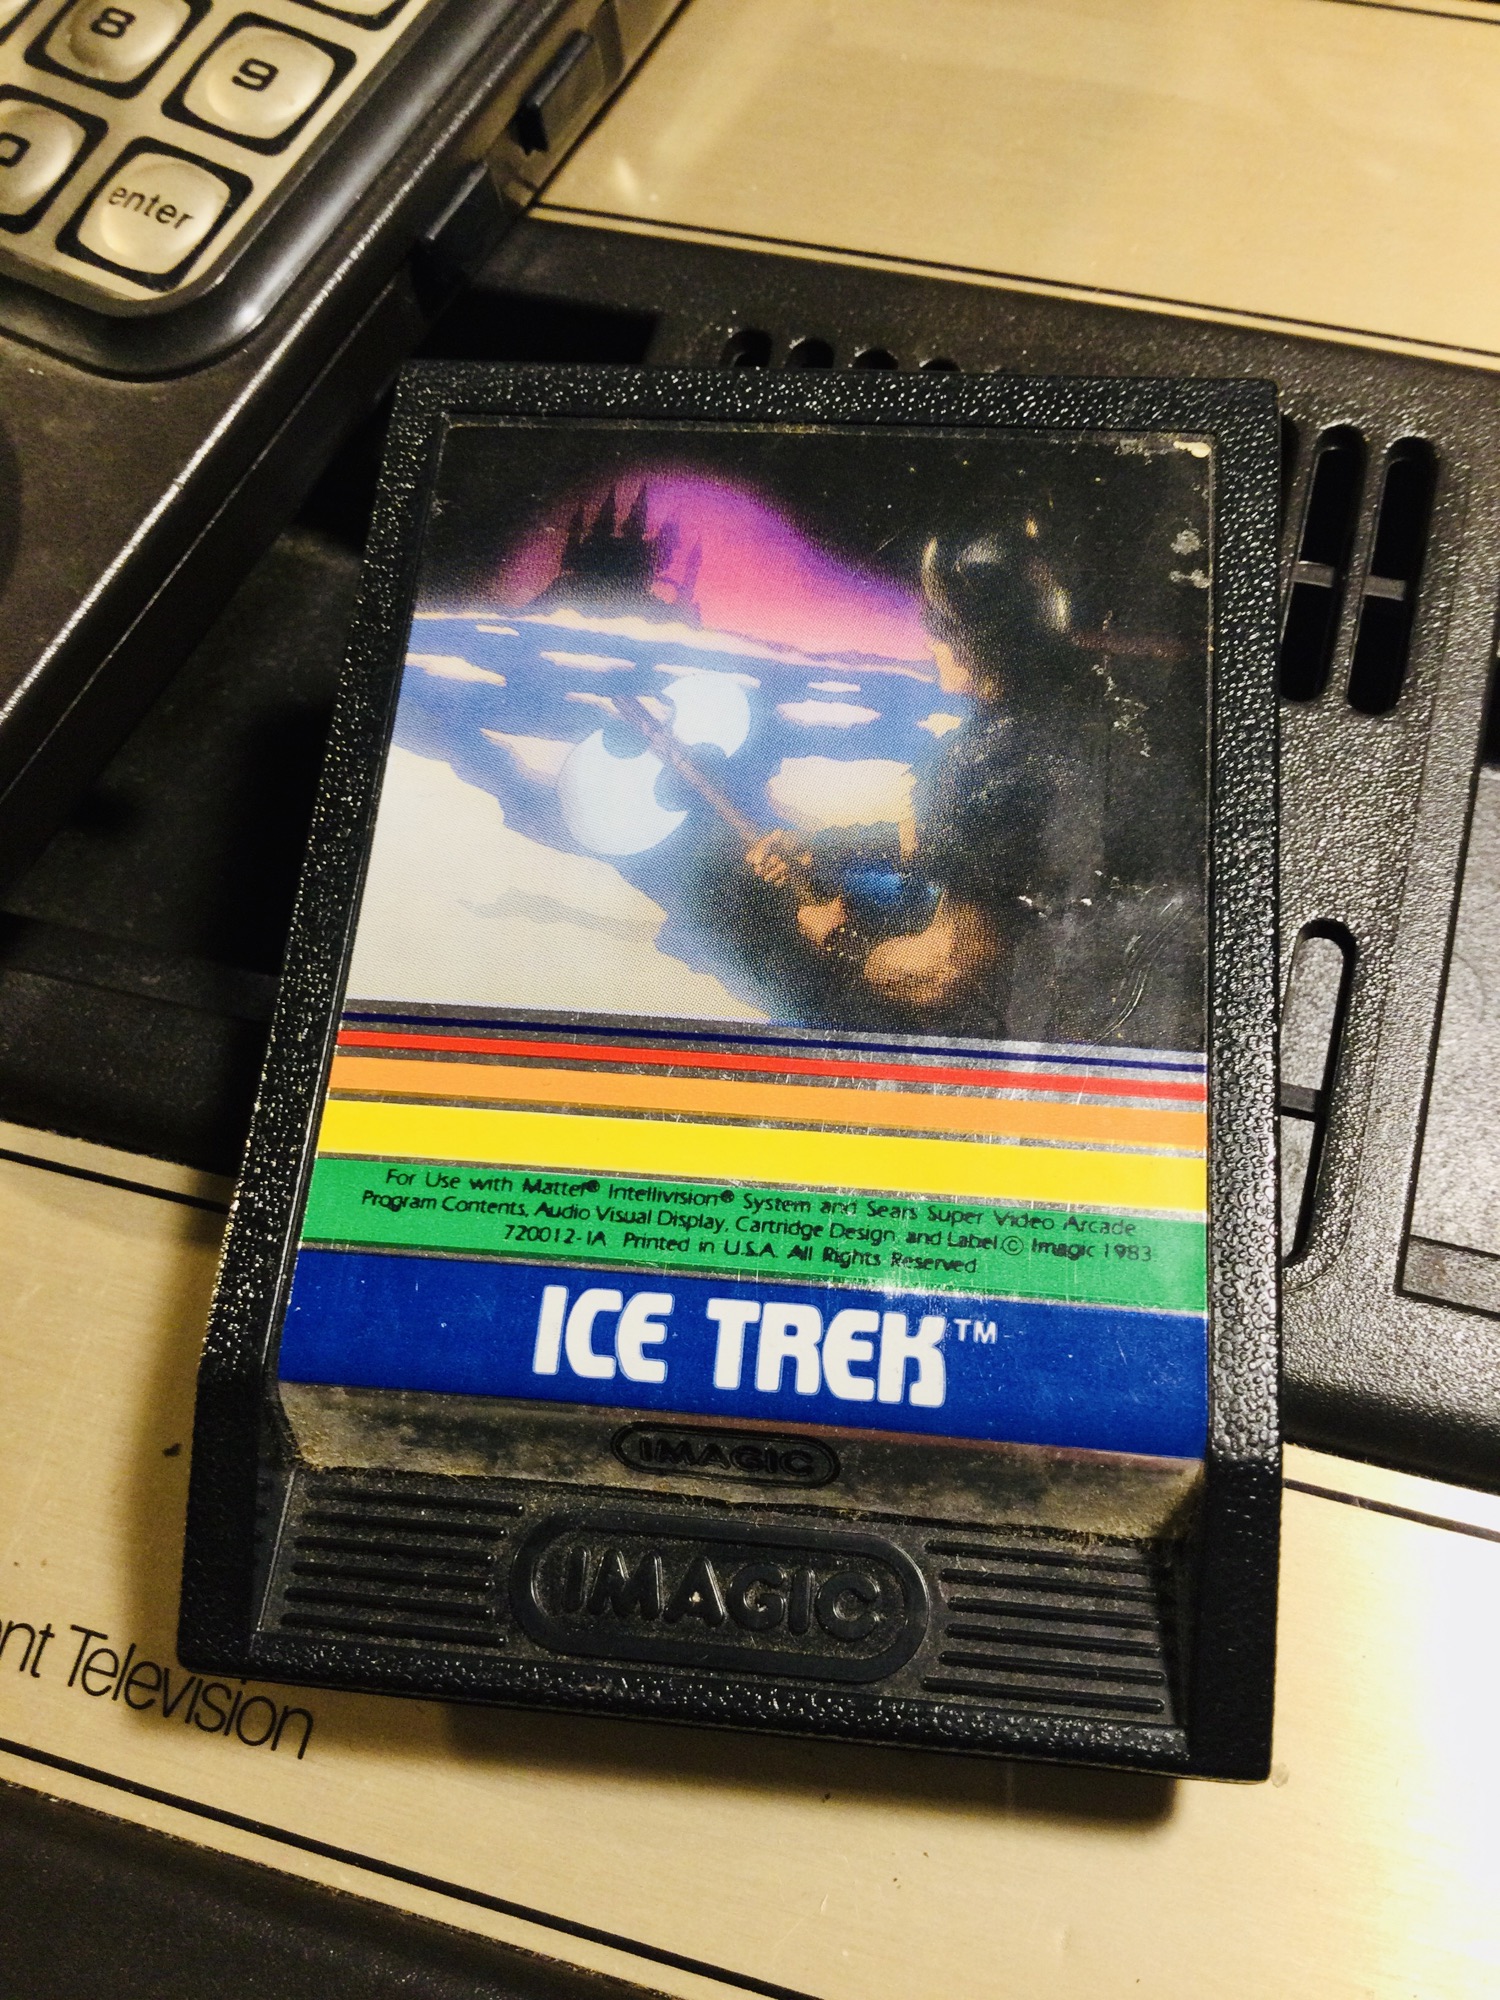 8
9
enter
For Use with Mattel® Intellivision® System and Sears Super Video Arcade
Program Contents, Audio Visual Display, Cartridge Design, and Label © Imagic 1983
720012-1A Printed in U.S.A. All Rights Reserved
ICE TREK™
IMAGIC
IMAGIC
nt Television